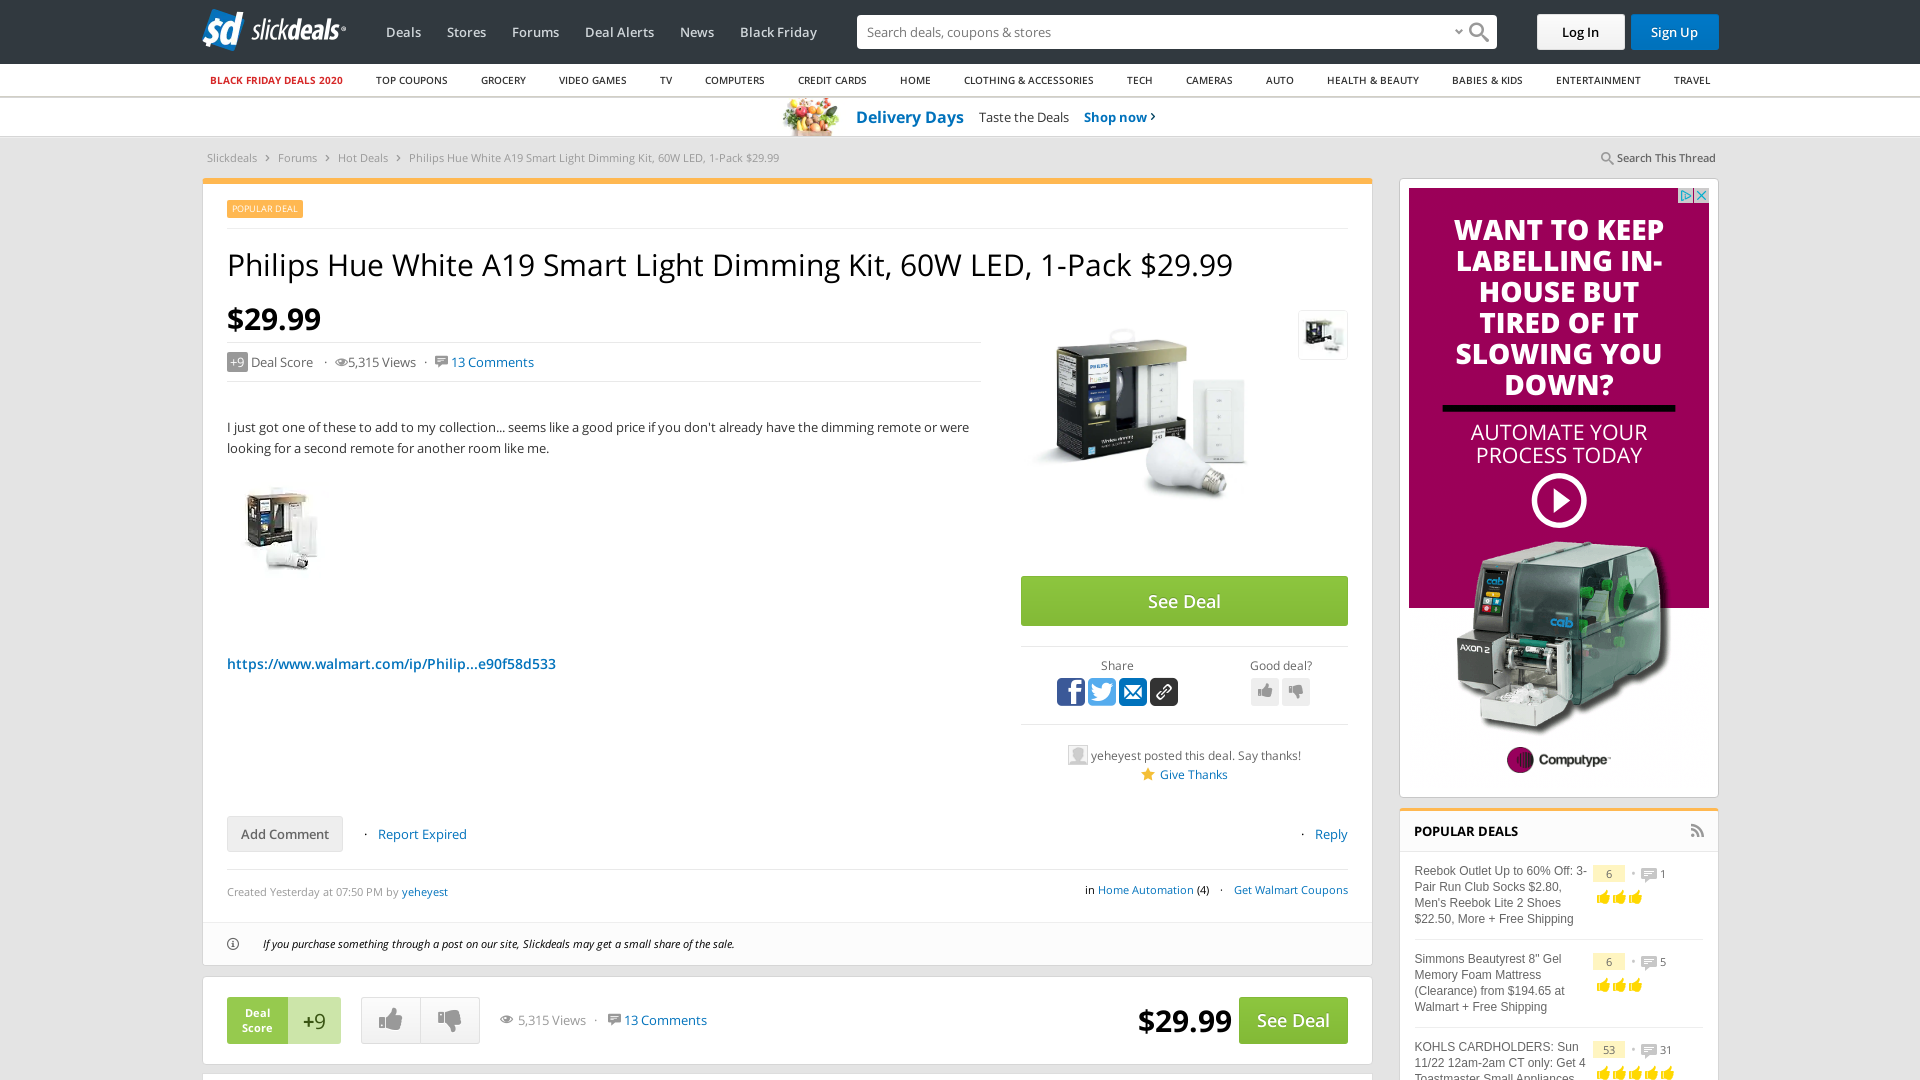 slickdeals
Deals Stores Forums Deal Alerts News Black Friday
Search deals, coupons & stores
Log In Sign Up
BLACK FRIDAY DEALS 2020 TOP COUPONS GROCERY VIDEO GAMES TV COMPUTERS CREDIT CARDS HOME CLOTHING & ACCESSORIES TECH CAMERAS AUTO HEALTH & BEAUTY BABIES & KIDS ENTERTAINMENT TRAVEL
Delivery Days Taste the Deals Shop now
Slickdeals Forums Hot Deals Philips Hue White A19 Smart Light Dimming Kit, 60W LED, 1-Pack $29.99
Search This Thread
POPULAR DEAL
Philips Hue White A19 Smart Light Dimming Kit, 60W LED, 1-Pack $29.99
$29.99
+9 Deal Score · 5,315 Views · 13 Comments
I just got one of these to add to my collection... seems like a good price if you don't already have the dimming remote or were
looking for a second remote for another room like me.
https://www.walmart.com/ip/Philip...e90f58d533
See Deal
Share
Good deal?
yeheyest posted this deal. Say thanks!
Give Thanks
Add Comment · Report Expired
· Reply
Created Yesterday at 07:50 PM by yeheyest
in Home Automation (4) · Get Walmart Coupons
If you purchase something through a post on our site, Slickdeals may get a small share of the sale.
Deal
Score
+9
5,315 Views · 13 Comments
$29.99
See Deal
WANT TO KEEP
LABELLING IN-
HOUSE BUT
TIRED OF IT
SLOWING YOU
DOWN?
AUTOMATE YOUR
PROCESS TODAY
cab
cab
AXON 2
Computype
POPULAR DEALS
Reebok Outlet Up to 60% Off: 3-
Pair Run Club Socks $2.80,
Men's Reebok Lite 2 Shoes
$22.50, More + Free Shipping
6 • 1
Simmons Beautyrest 8" Gel
Memory Foam Mattress
(Clearance) from $194.65 at
Walmart + Free Shipping
6 • 5
KOHLS CARDHOLDERS: Sun
11/22 12am-2am CT only: Get 4
Toastmaster Small Appliances
53 • 31